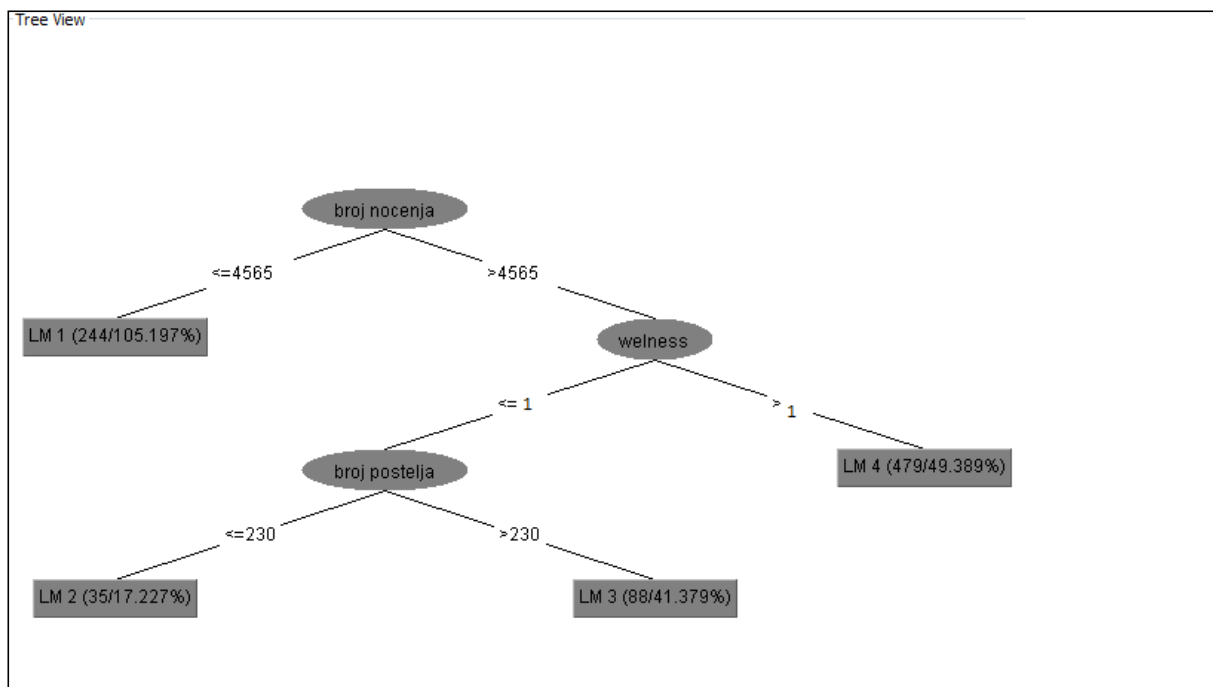 Tree View
broj nocenja
<=4565
>4565
LM 1 (244/105.197%)
welness
<= 1
> 1
broj postelja
LM 4 (479/49.389%)
<=230
>230
LM 2 (35/17.227%)
LM 3 (88/41.379%)